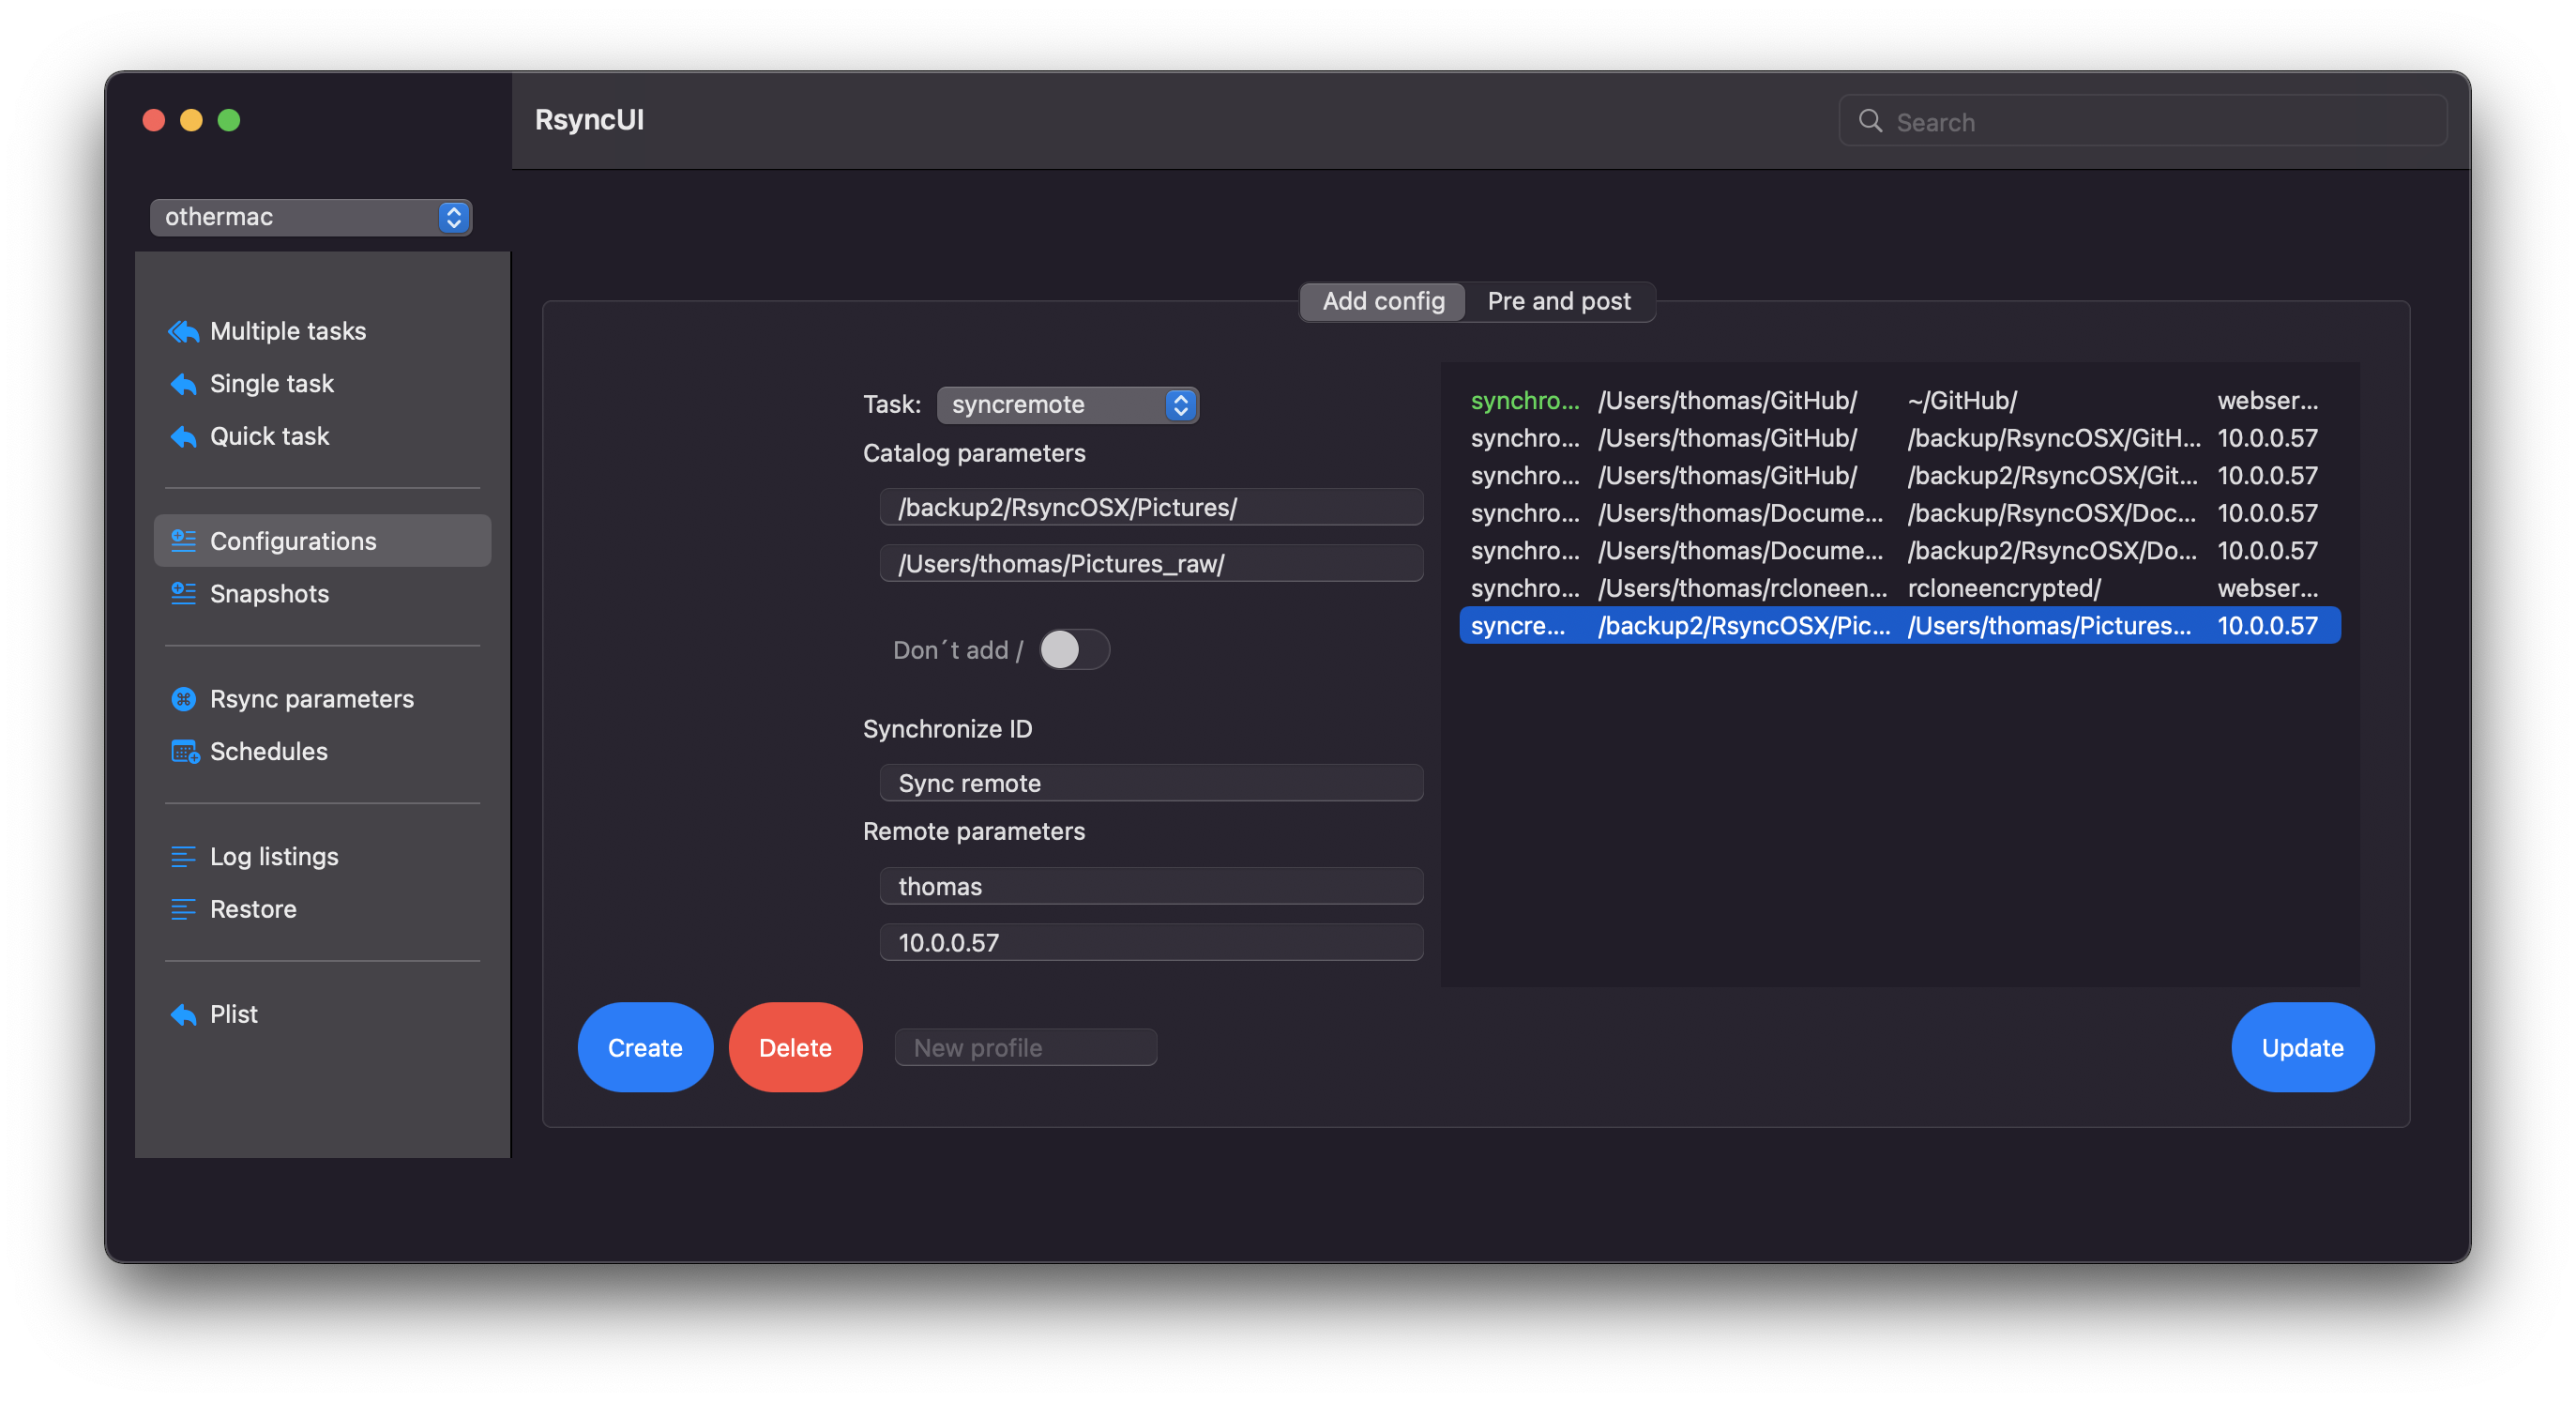 RsyncUI
Search
othermac
Multiple tasks
Single task
Quick task
Configurations
Snapshots
Rsync parameters
Schedules
Log listings
Restore
Plist
Add config
Pre and post
Task: syncremote
Catalog parameters
/backup2/RsyncOSX/Pictures/
/Users/thomas/Pictures_raw/
Don´t add /
Synchronize ID
Sync remote
Remote parameters
thomas
10.0.0.57
synchro... /Users/thomas/GitHub/ ~/GitHub/ webser...
synchro... /Users/thomas/GitHub/ /backup/RsyncOSX/GitH... 10.0.0.57
synchro... /Users/thomas/GitHub/ /backup2/RsyncOSX/Git... 10.0.0.57
synchro... /Users/thomas/Docume... /backup/RsyncOSX/Doc... 10.0.0.57
synchro... /Users/thomas/Docume... /backup2/RsyncOSX/Do... 10.0.0.57
synchro... /Users/thomas/rcloneen... rcloneencrypted/ webser...
syncre... /backup2/RsyncOSX/Pic... /Users/thomas/Pictures... 10.0.0.57
Create
Delete
New profile
Update